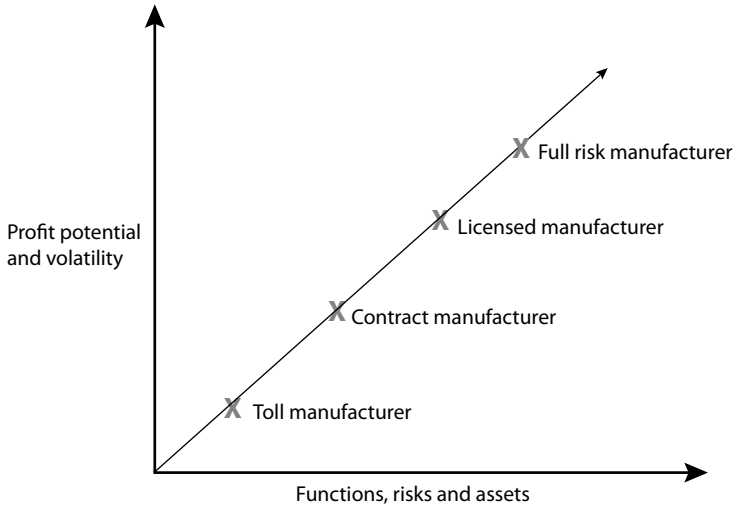 Full risk manufacturer
Licensed manufacturer
Profit potential
and volatility
Contract manufacturer
Toll manufacturer
Functions, risks and assets